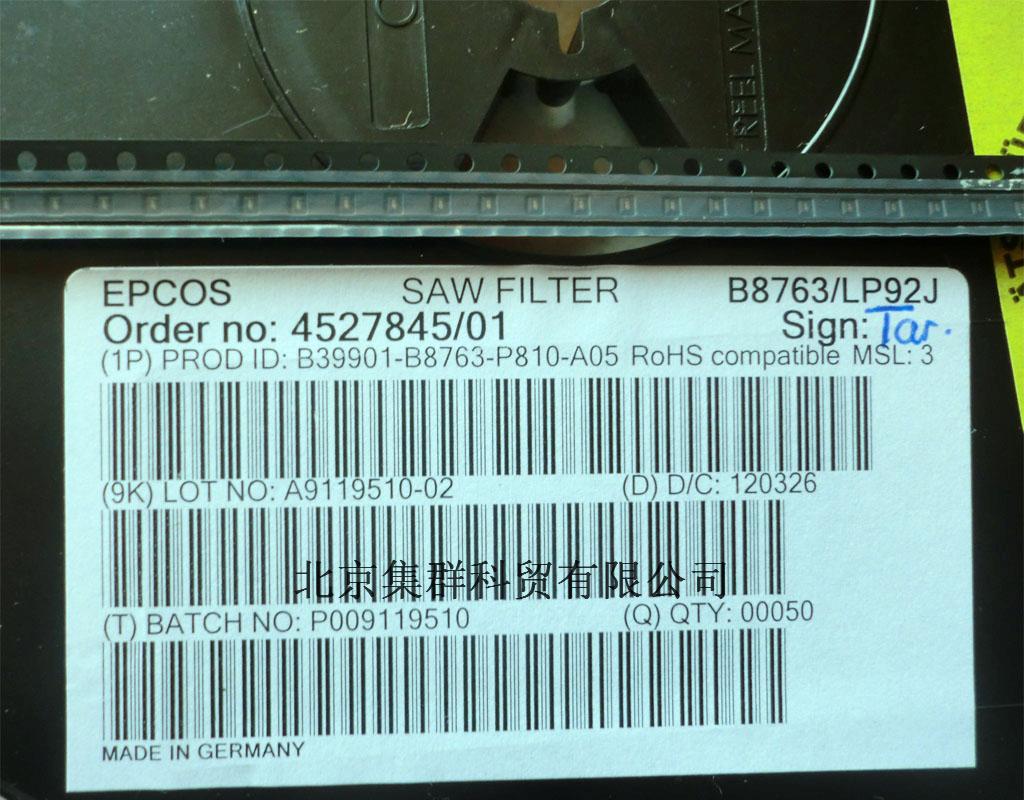 REEL MA
EPCOS SAW FILTER B8763/LP92J
Order no: 4527845/01 Sign: Tar.
(1P) PROD ID: B39901-B8763-P810-A05 RoHS compatible MSL: 3
(9K) LOT NO: A9119510-02 (D) D/C: 120326
北京集群科贸有限公司
(T) BATCH NO: P009119510 (Q) QTY: 00050
MADE IN GERMANY